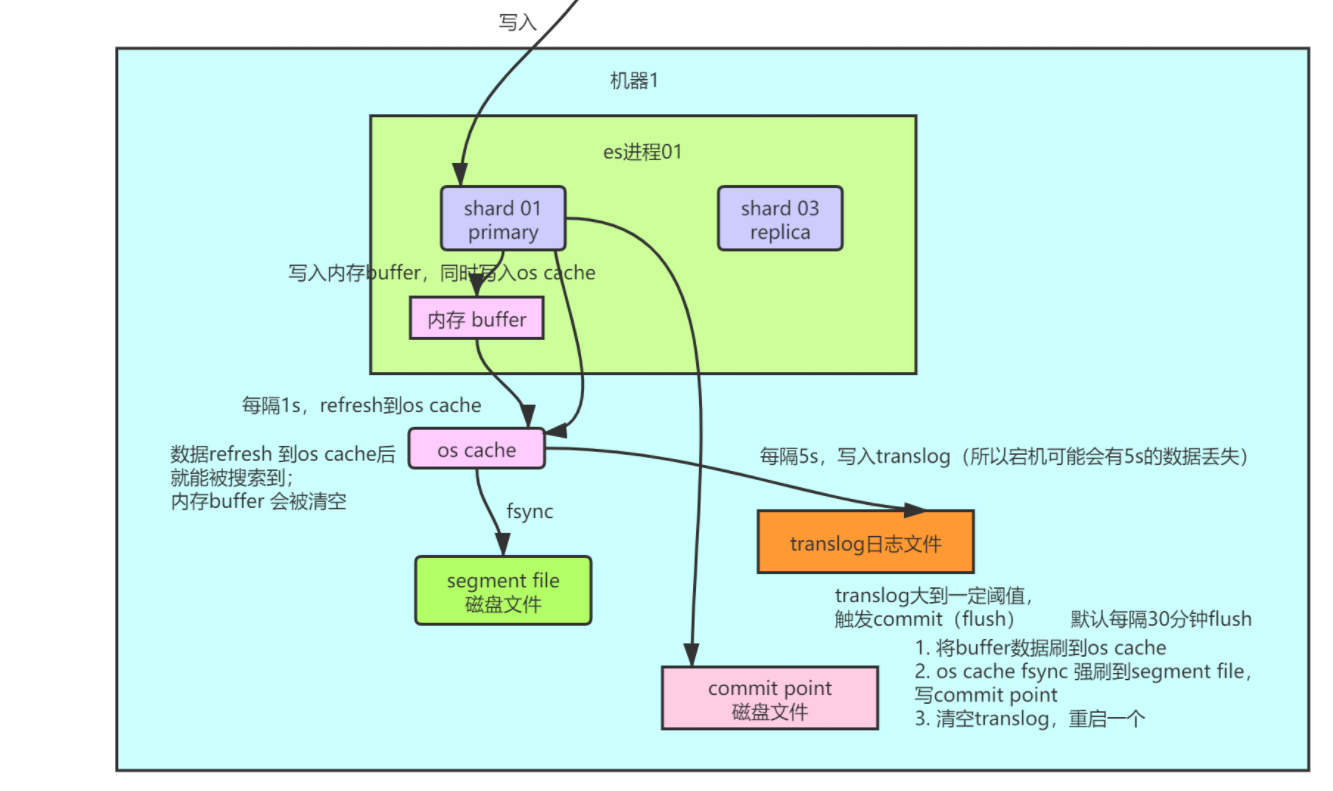 写入
机器1
es进程01
shard 01
primary
shard 03
replica
写入内存buffer，同时写入os cache
内存 buffer
每隔1s，refresh到os cache
数据refresh 到os cache后
就能被搜索到；
内存buffer 会被清空
os cache
每隔5s，写入translog（所以宕机可能会有5s的数据丢失）
fsync
translog日志文件
segment file
磁盘文件
translog大到一定阈值，
触发commit（flush）
默认每隔30分钟flush
1. 将buffer数据刷到os cache
2. os cache fsync 强刷到segment file，
写commit point
3. 清空translog，重启一个
commit point
磁盘文件